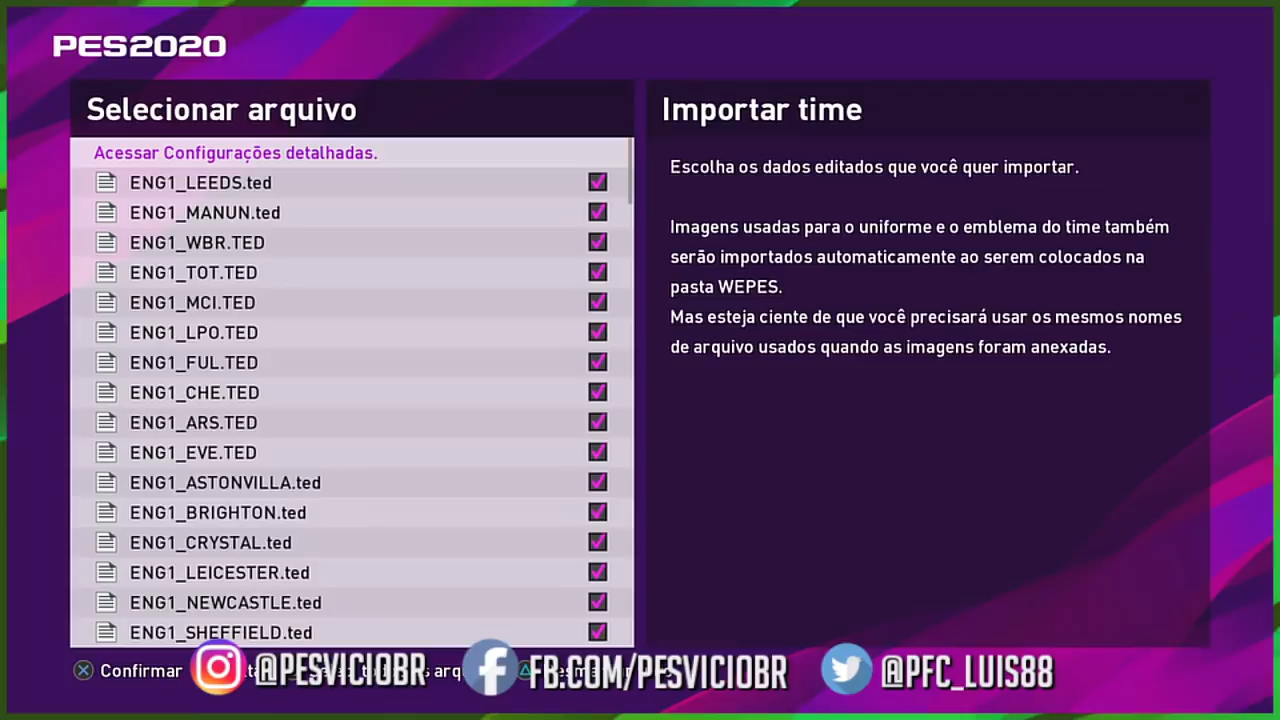 PES2020
Selecionar arquivo
Acessar Configurações detalhadas.
ENG1_LEEDS.ted
ENG1_MANUN.ted
ENG1_WBR.TED
ENG1_TOT.TED
ENG1_MCI.TED
ENG1_LPO.TED
ENG1_FUL.TED
ENG1_CHE.TED
ENG1_ARS.TED
ENG1_EVE.TED
ENG1_ASTONVILLA.ted
ENG1_BRIGHTON.ted
ENG1_CRYSTAL.ted
ENG1_LEICESTER.ted
ENG1_NEWCASTLE.ted
ENG1_SHEFFIELD.ted
Importar time
Escolha os dados editados que você quer importar.
Imagens usadas para o uniforme e o emblema do time também
serão importados automaticamente ao serem colocados na
pasta WEPES.
Mas esteja ciente de que você precisará usar os mesmos nomes
de arquivo usados quando as imagens foram anexadas.
Confirmar
@PESVICIOBR
FB.COM/PESVICIOBR
@PFC_LUIS88